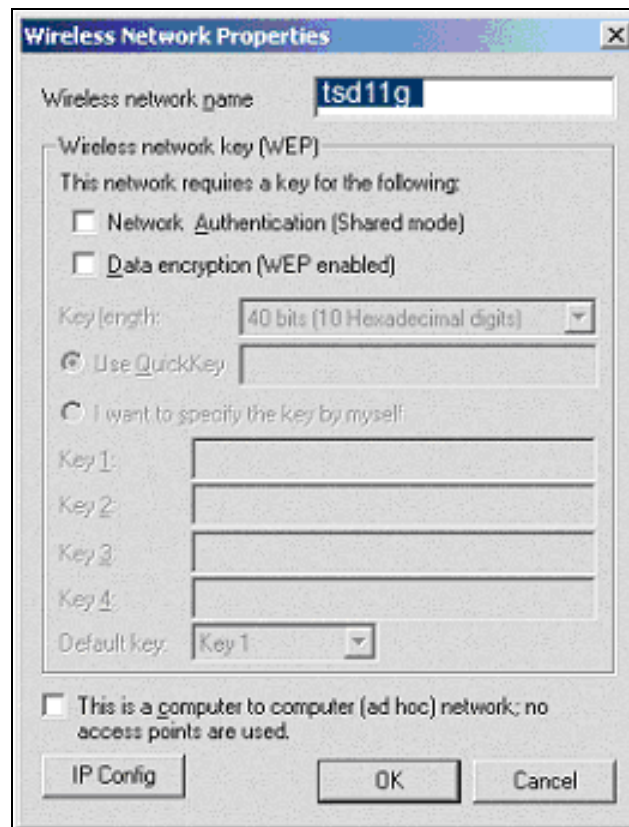 Wireless Network Properties
Wireless network name tsd11g
Wireless network key (WEP)
This network requires a key for the following:
Network Authentication (Shared mode)
Data encryption (WEP enabled)
Key length: 40 bits (10 Hexadecimal digits)
Use QuickKey
I want to specify the key by myself
Key 1:
Key 2:
Key 3:
Key 4:
Default key: Key 1
This is a computer to computer (ad hoc) network; no
access points are used.
IP Config OK Cancel